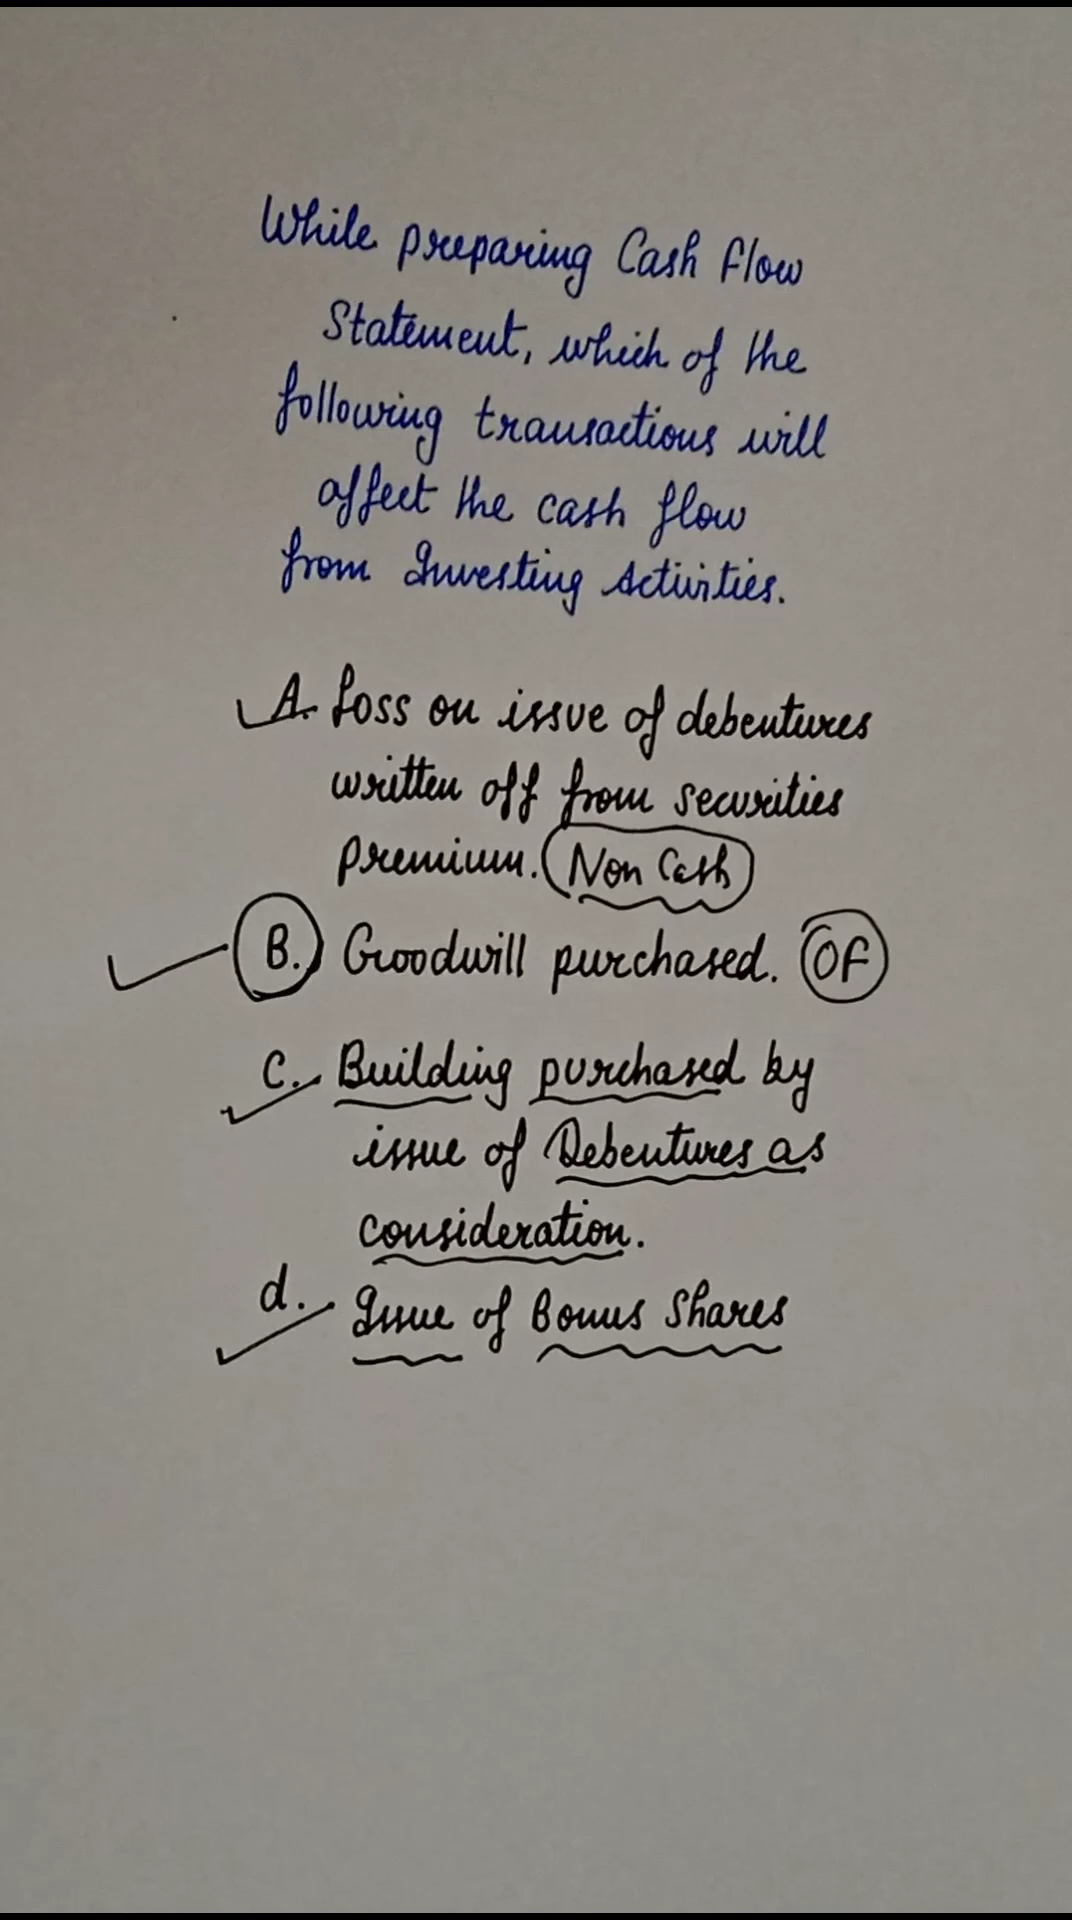 While preparing Cash flow
Statement, which of the
following transactions will
affect the cash flow
from Investing Activities.
A. Loss on issue of debentures
written off from securities
premium. Non Cash
B. Goodwill purchased. OF
C. Building purchased by
issue of Debentures as
consideration.
d. Issue of Bonus Shares